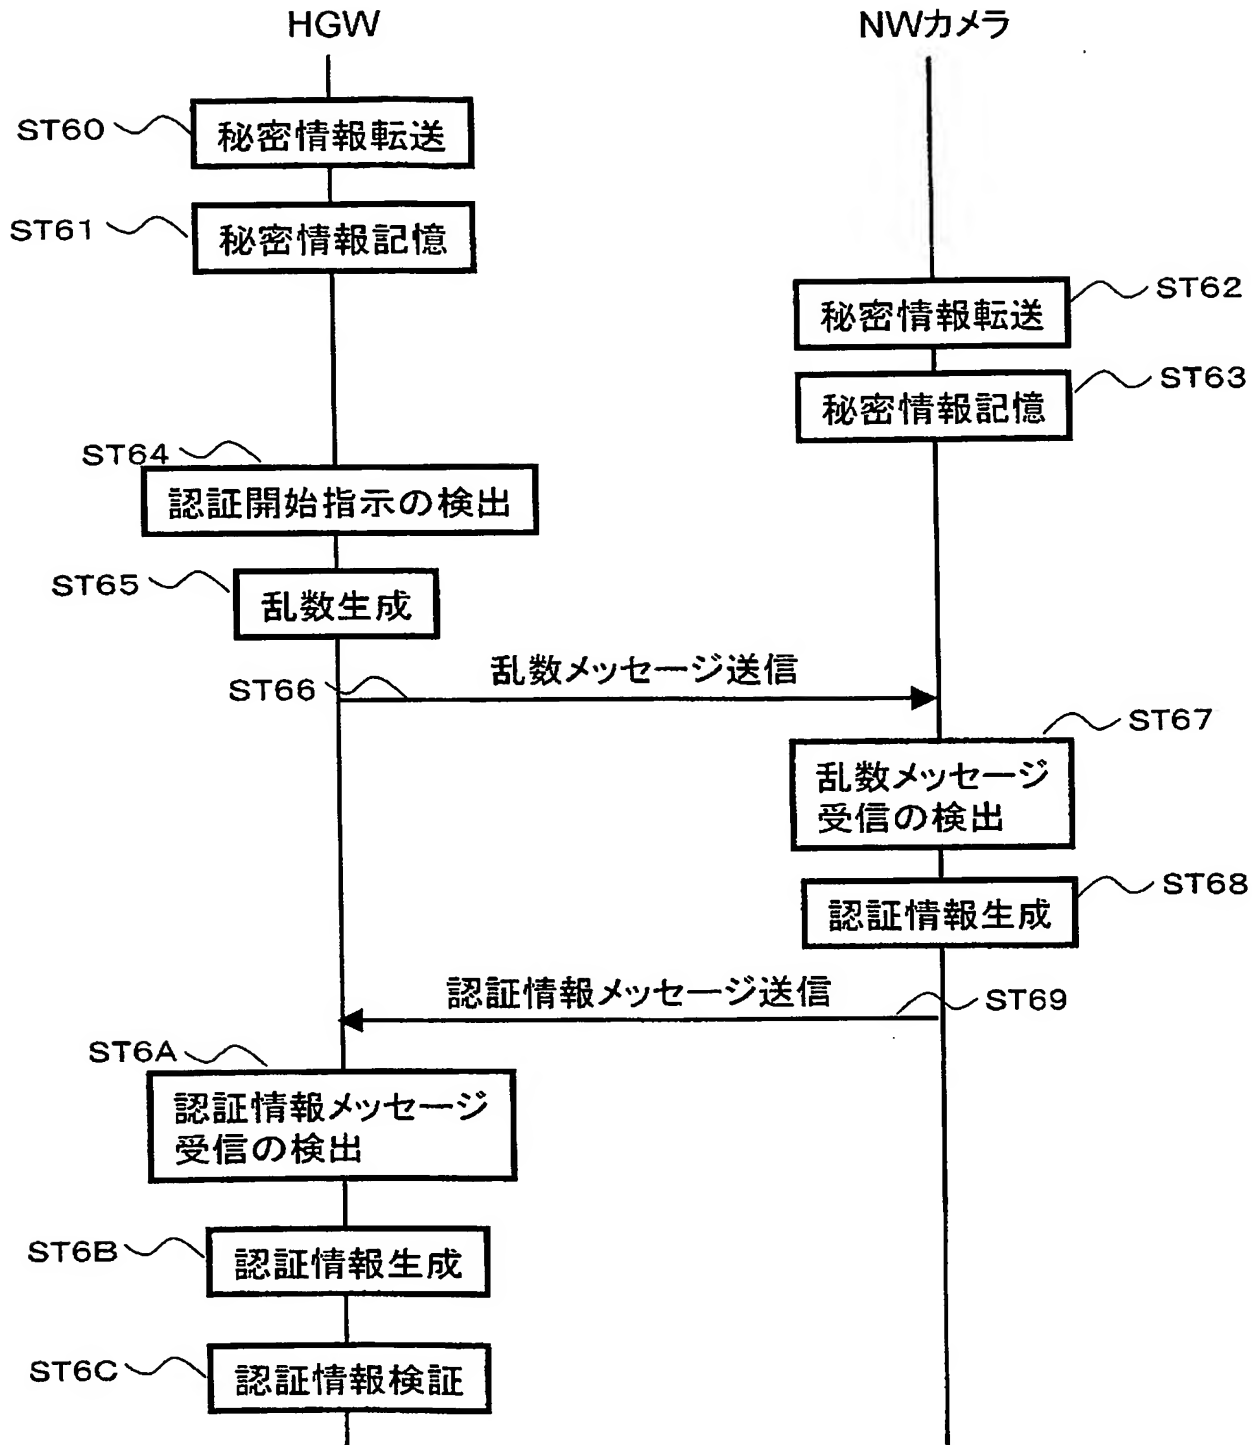 HGW
NWカメラ
ST60
秘密情報転送
ST61
秘密情報記憶
ST62
秘密情報転送
ST63
秘密情報記憶
ST64
認証開始指示の検出
ST65
乱数生成
乱数メッセージ送信
ST66
ST67
乱数メッセージ
受信の検出
ST68
認証情報生成
認証情報メッセージ送信
ST69
ST6A
認証情報メッセージ
受信の検出
ST6B
認証情報生成
ST6C
認証情報検証